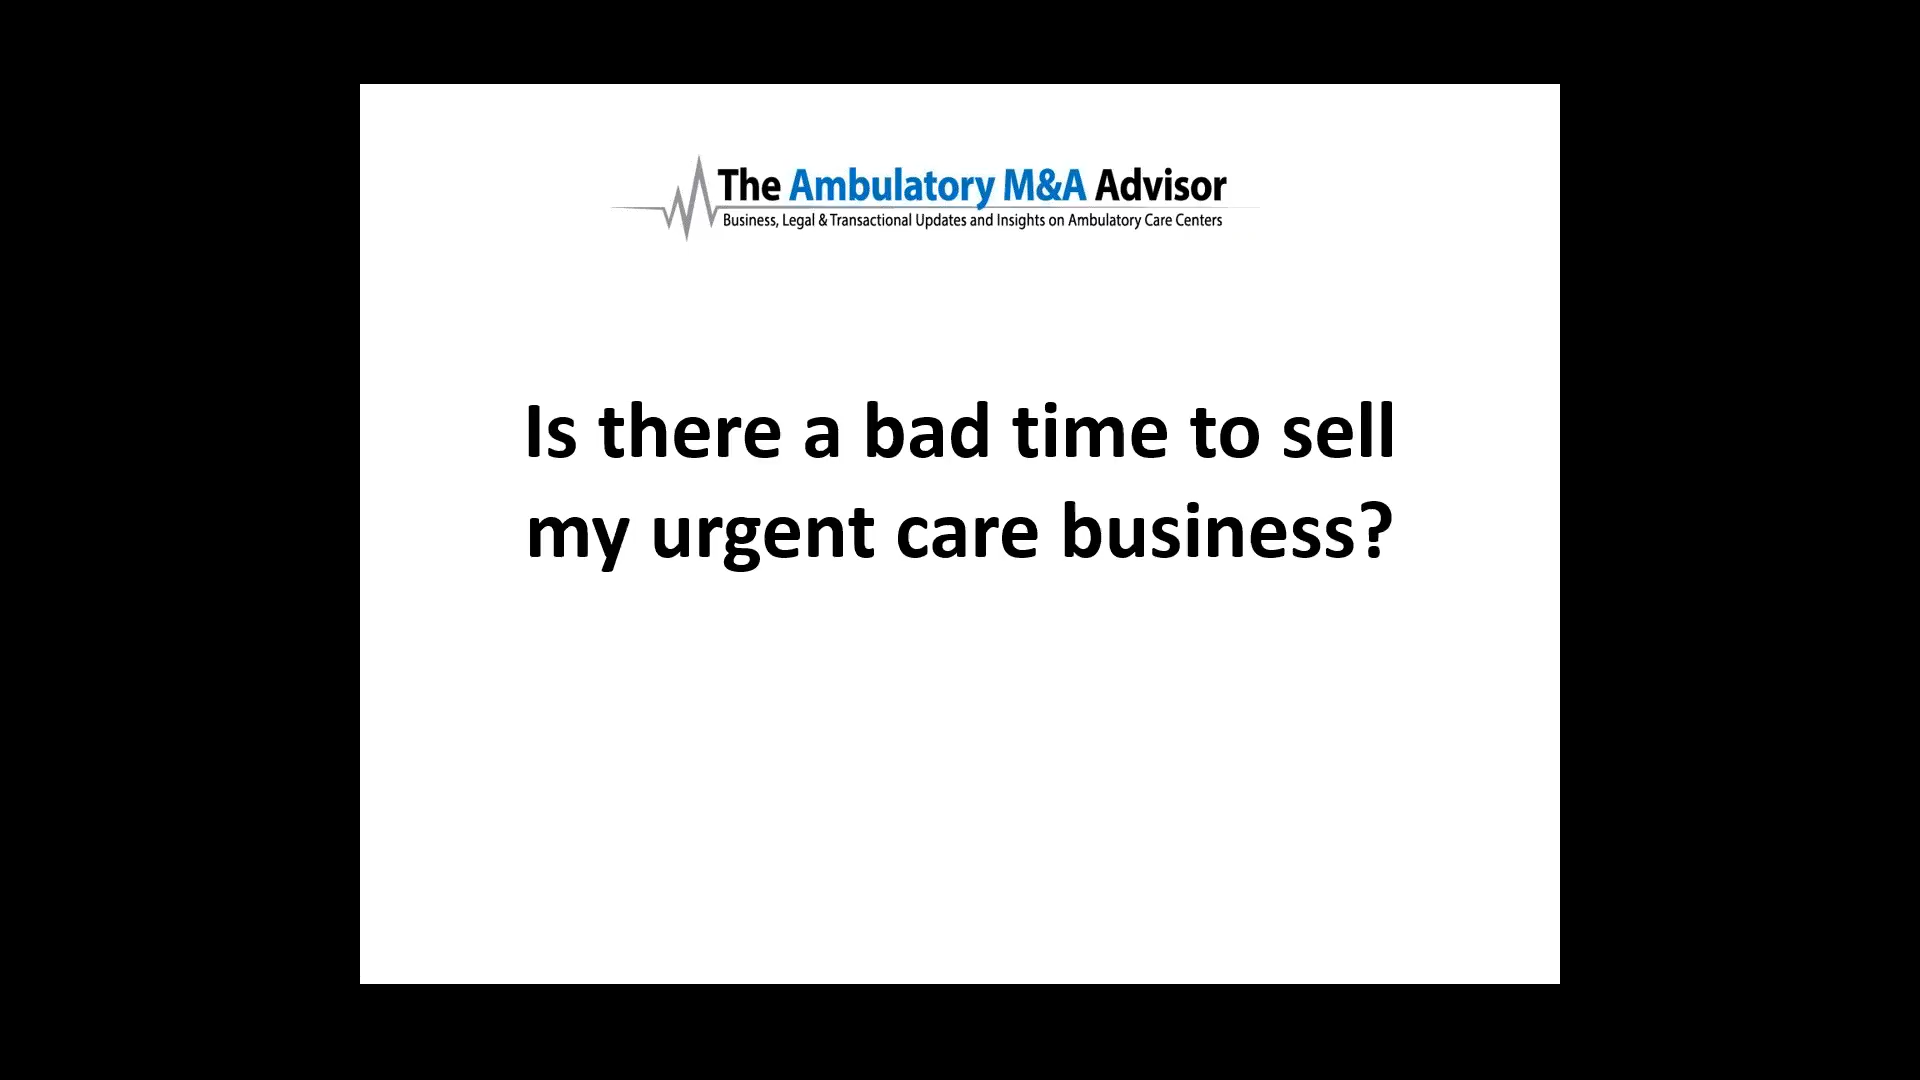 The Ambulatory M&A Advisor
Business, Legal & Transactional Updates and Insights on Ambulatory Care Centers
Is there a bad time to sell
my urgent care business?